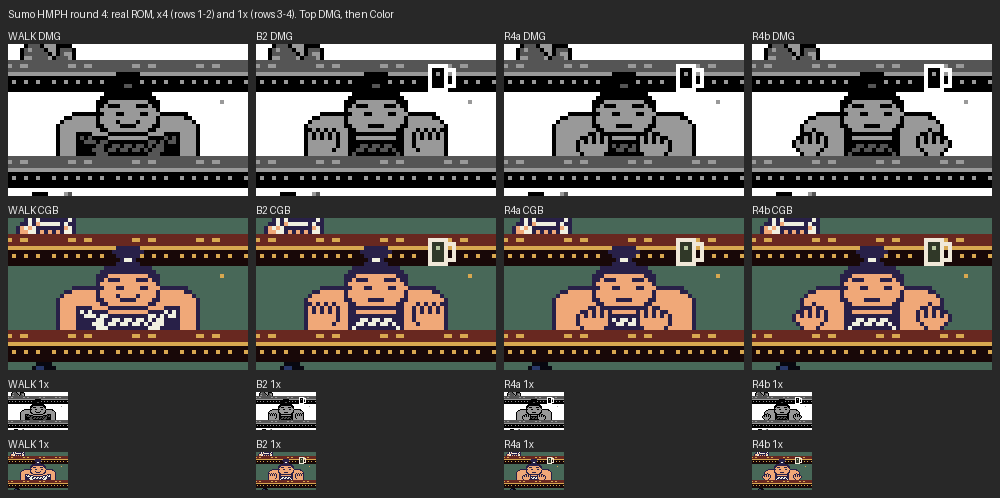 Sumo HMPH round 4: real ROM, x4 (rows 1-2) and 1x (rows 3-4). Top DMG, then Color
WALK DMG B2 DMG R4a DMG R4b DMG
WALK CGB B2 CGB R4a CGB R4b CGB
WALK 1x B2 1x R4a 1x R4b 1x
WALK 1x B2 1x R4a 1x R4b 1x